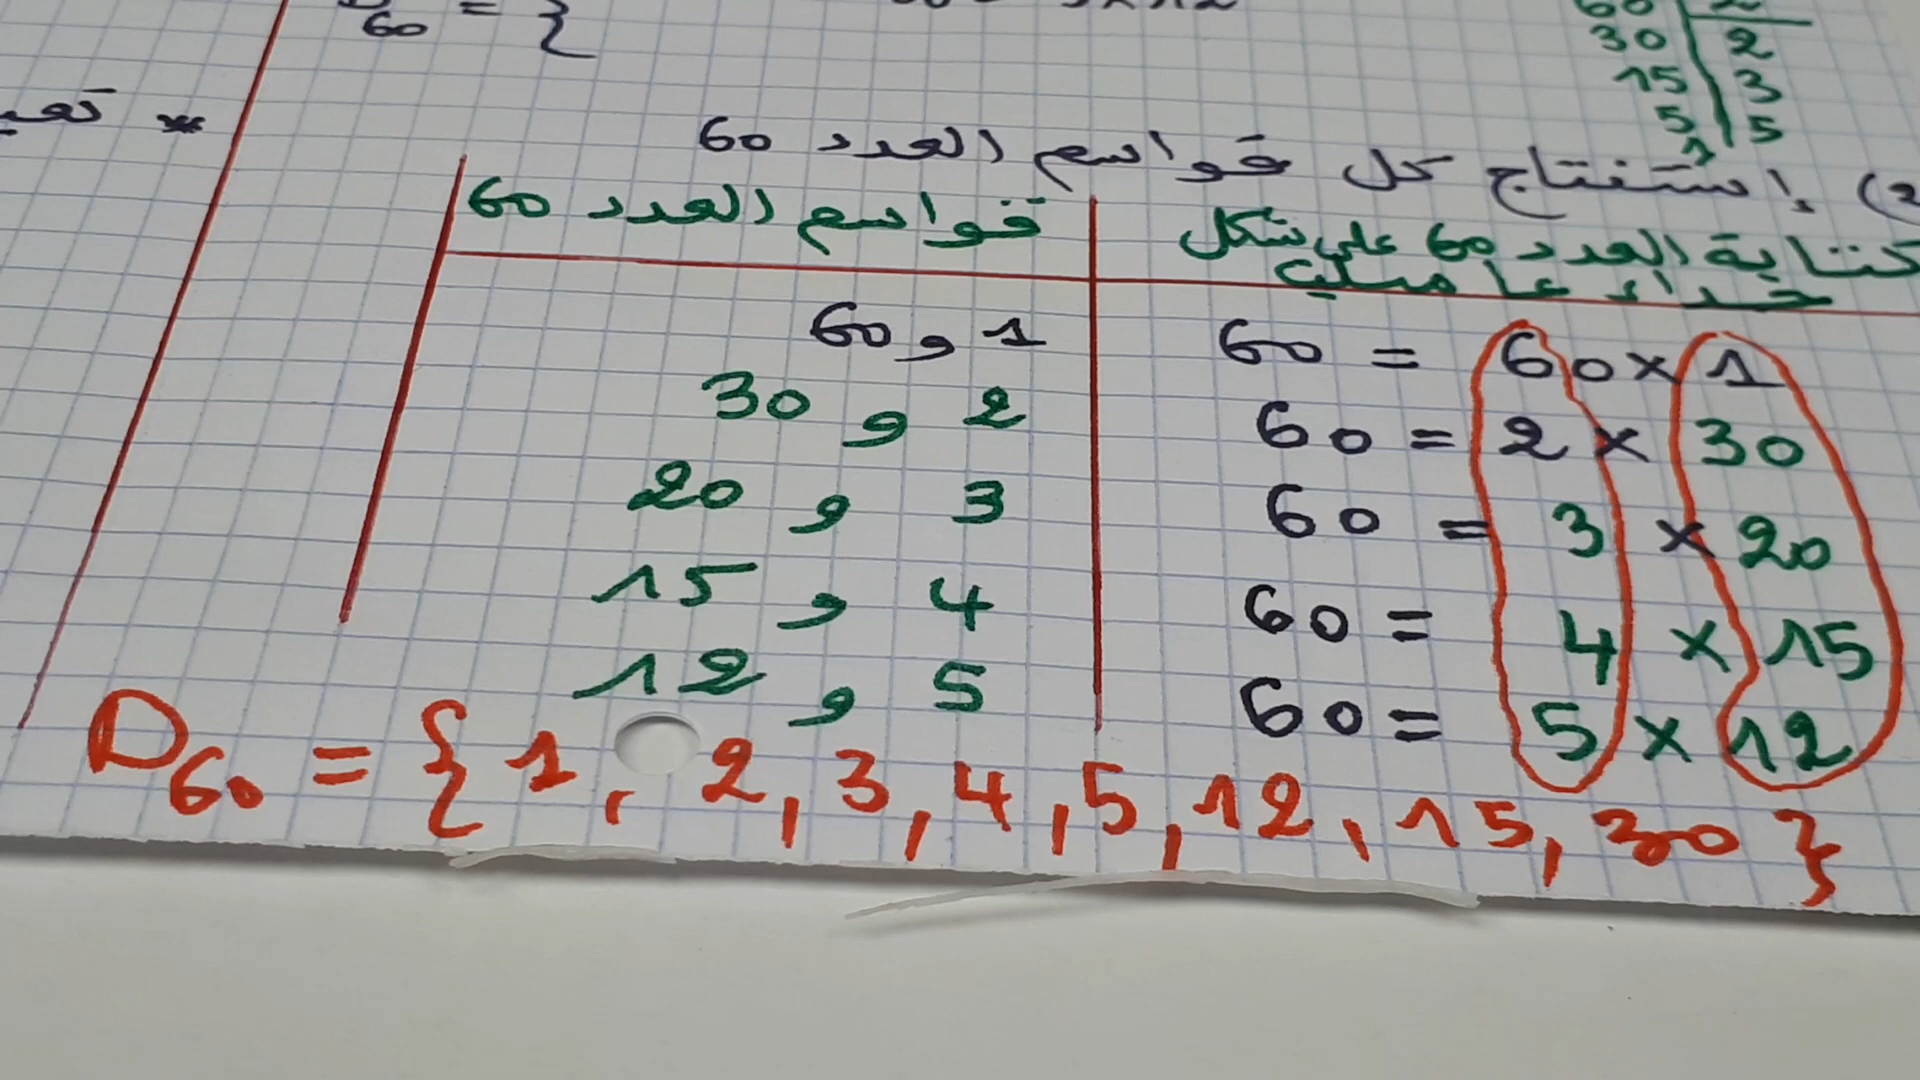 60 = {
30 2
15 3
5 5
1
2) إستنتاج كل قواسم العدد 60
كتابة العدد 60 على شكل قواسم العدد 60
جداء عاملين
60 = 60 × 1 1 و 60
60 = 2 × 30 2 و 30
60 = 3 × 20 3 و 20
60 = 4 × 15 4 و 15
60 = 5 × 12 5 و 12
D60 = { 1, 2, 3, 4, 5, 12, 15, 30 }